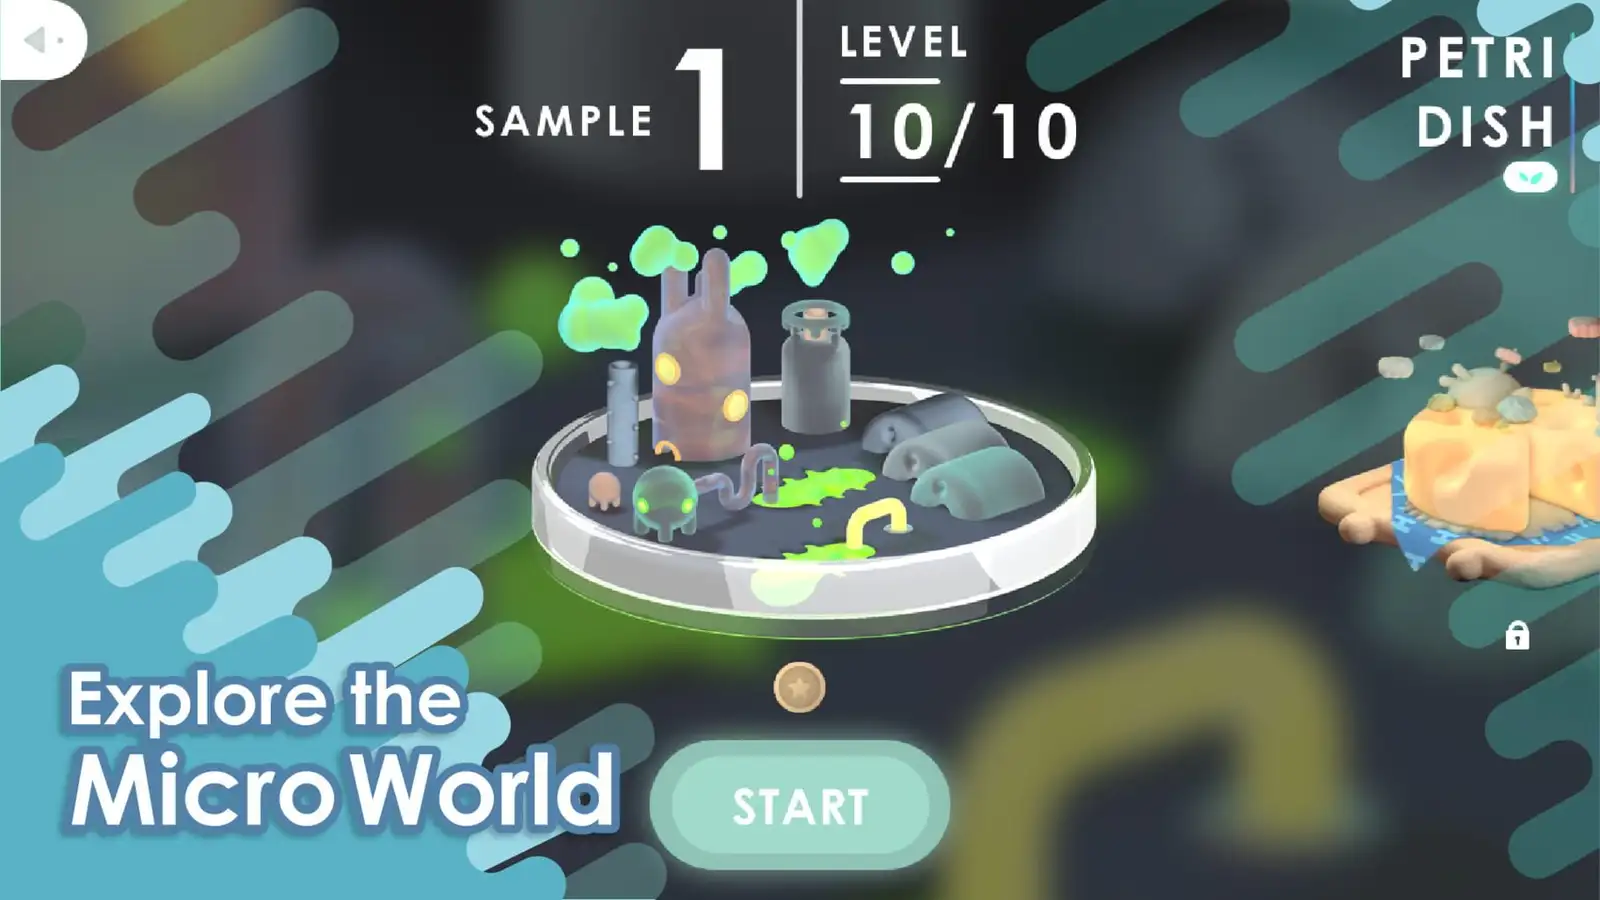 SAMPLE 1
LEVEL
10/10
PETRI
DISH
Explore the
Micro World
START